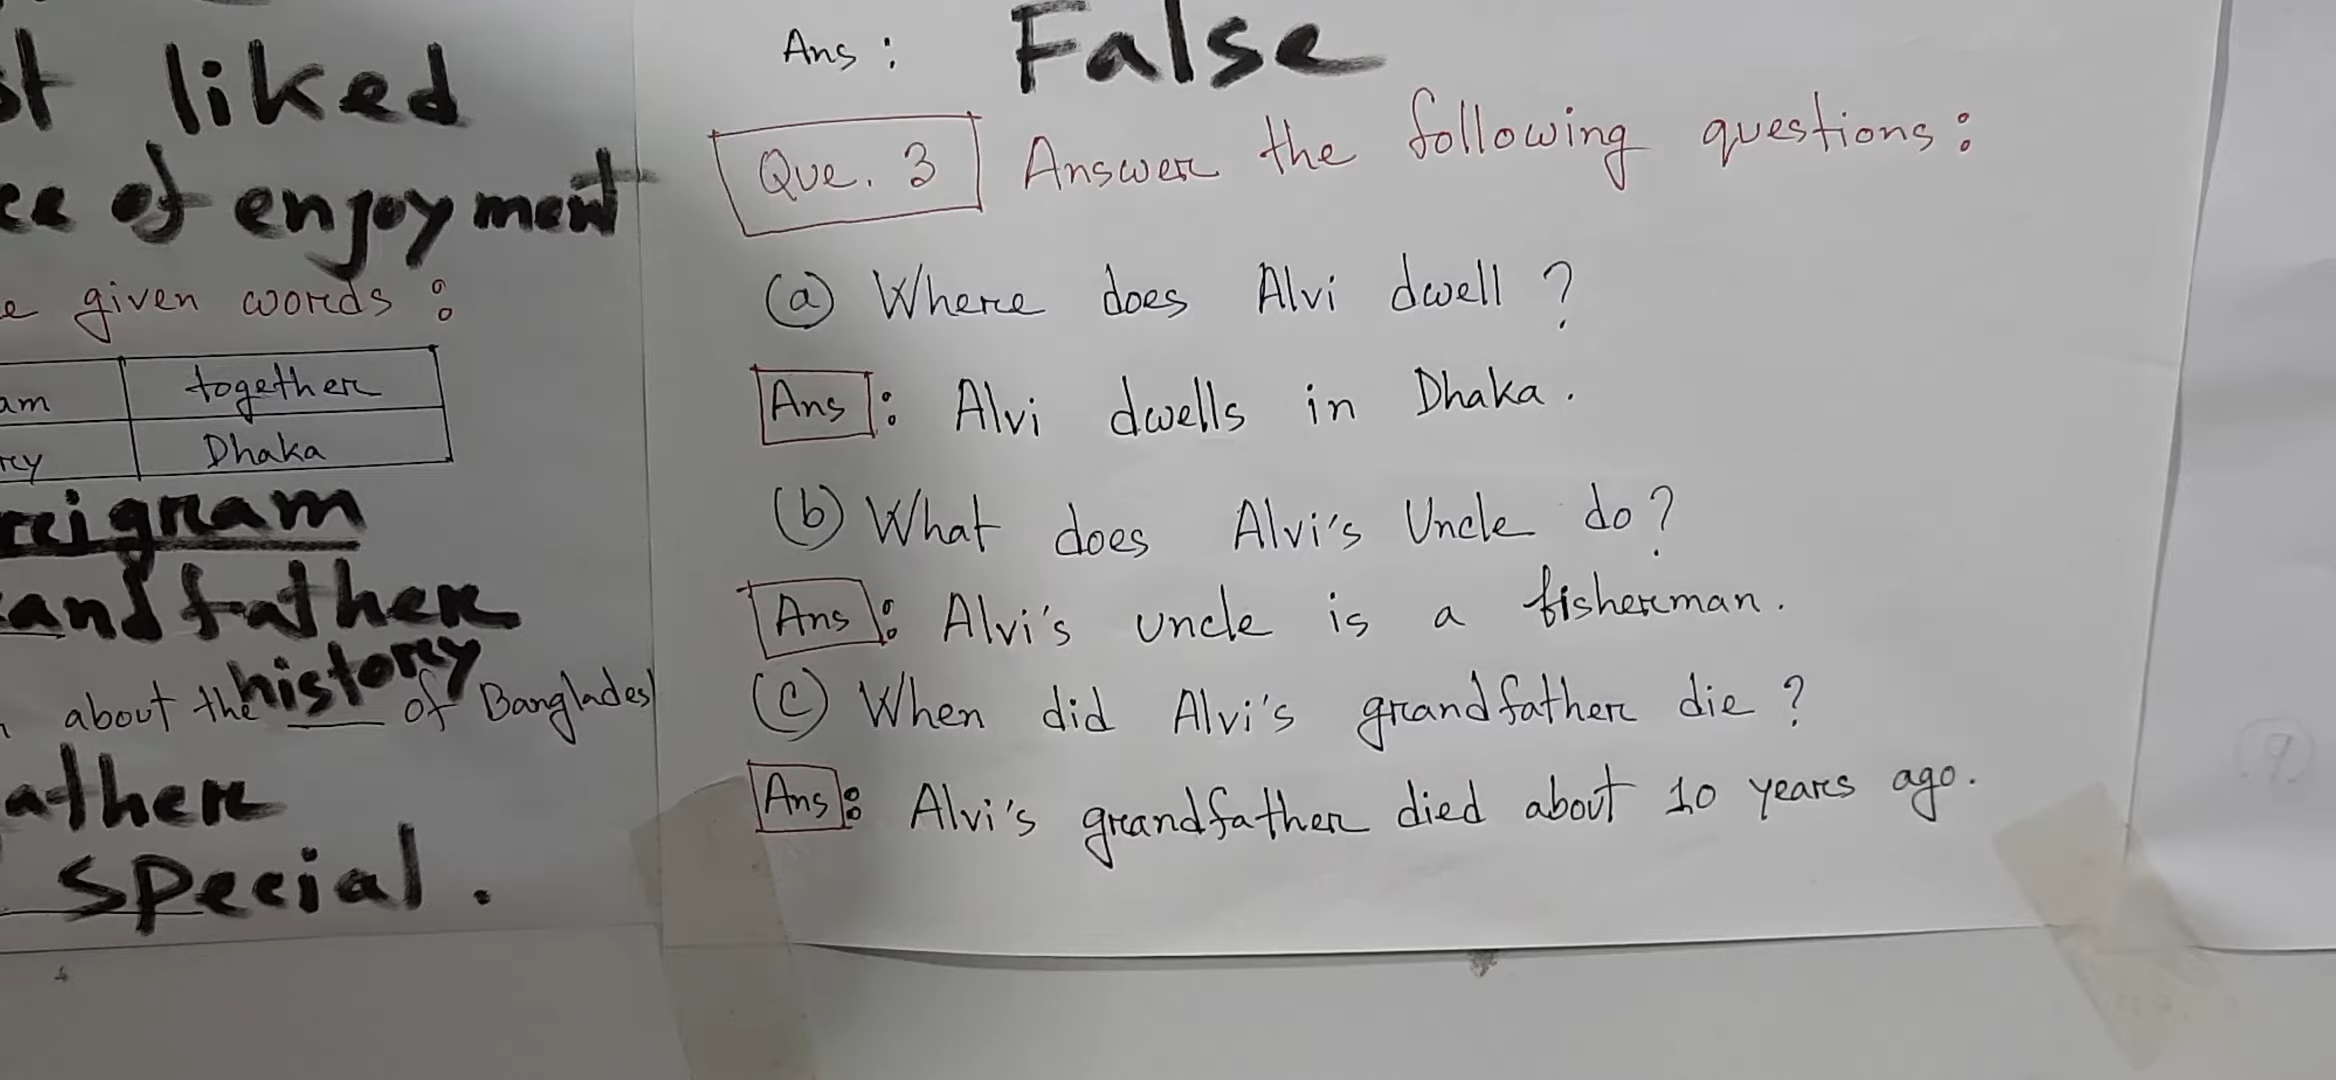 liked
of enjoyment
given words :
together
Dhaka
andfather
about the history of Banglades
special.
Ans : False
Que. 3 Answer the following questions :
(a) Where does Alvi dwell ?
Ans : Alvi dwells in Dhaka .
(b) What does Alvi's Uncle do ?
Ans : Alvi's uncle is a fisherman .
(c) When did Alvi's grandfather die ?
Ans : Alvi's grandfather died about 10 years ago .